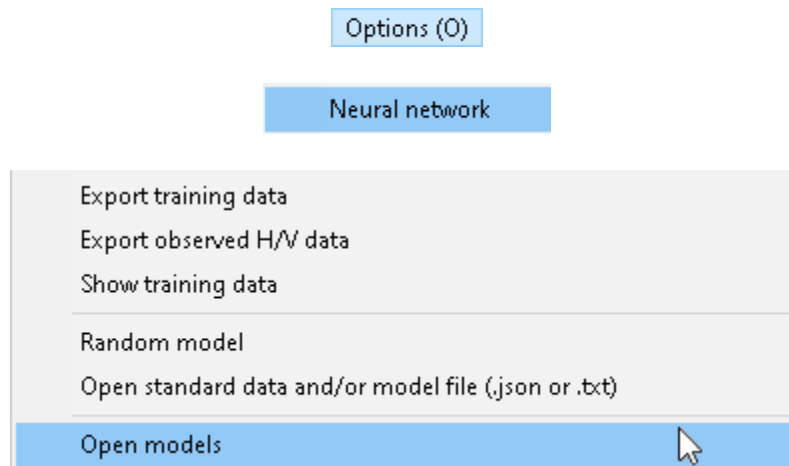 Options (O)
Neural network
Export training data
Export observed H/V data
Show training data
Random model
Open standard data and/or model file (.json or .txt)
Open models